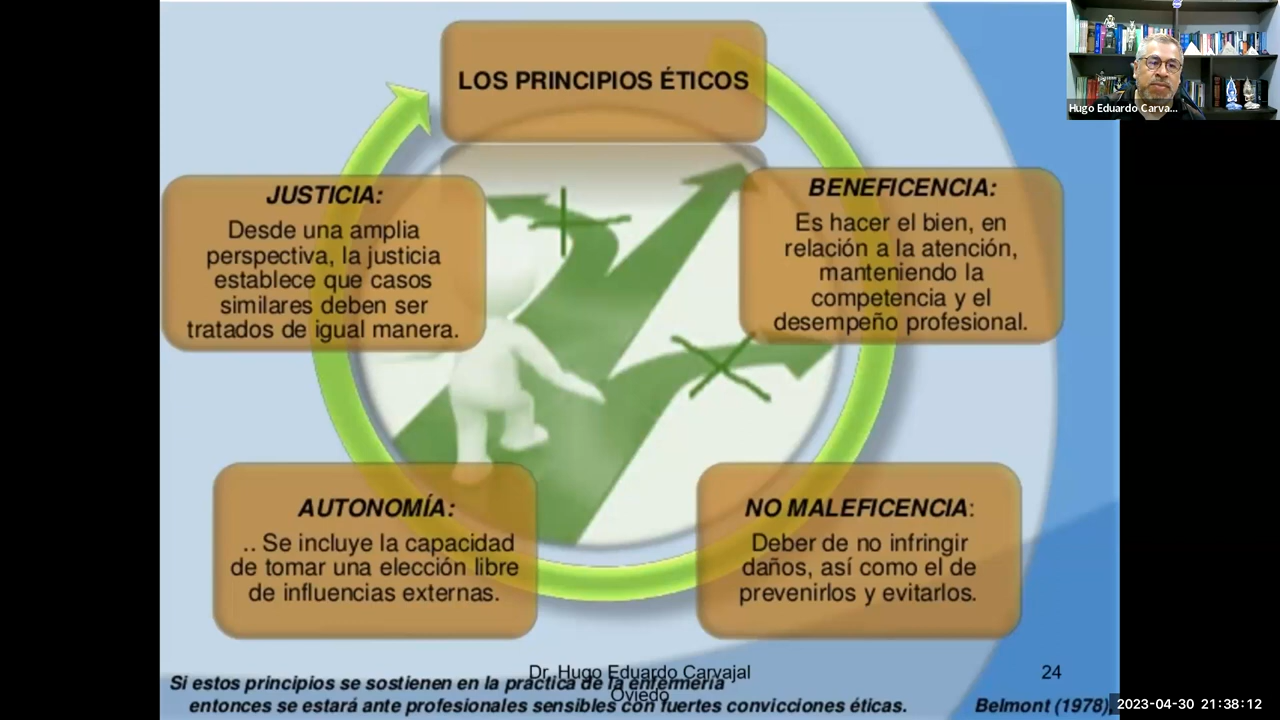 LOS PRINCIPIOS ÉTICOS
Hugo Eduardo Carva...
JUSTICIA:
Desde una amplia
perspectiva, la justicia
establece que casos
similares deben ser
tratados de igual manera.
BENEFICENCIA:
Es hacer el bien, en
relación a la atención,
manteniendo la
competencia y el
desempeño profesional.
AUTONOMÍA:
.. Se incluye la capacidad
de tomar una elección libre
de influencias externas.
NO MALEFICENCIA:
Deber de no infringir
daños, así como el de
prevenirlos y evitarlos.
Dr. Hugo Eduardo Carvajal
Oviedo
24
Si estos principios se sostienen en la práctica de la enfermería
entonces se estará ante profesionales sensibles con fuertes convicciones éticas.
Belmont (1978),
2023-04-30 21:38:12